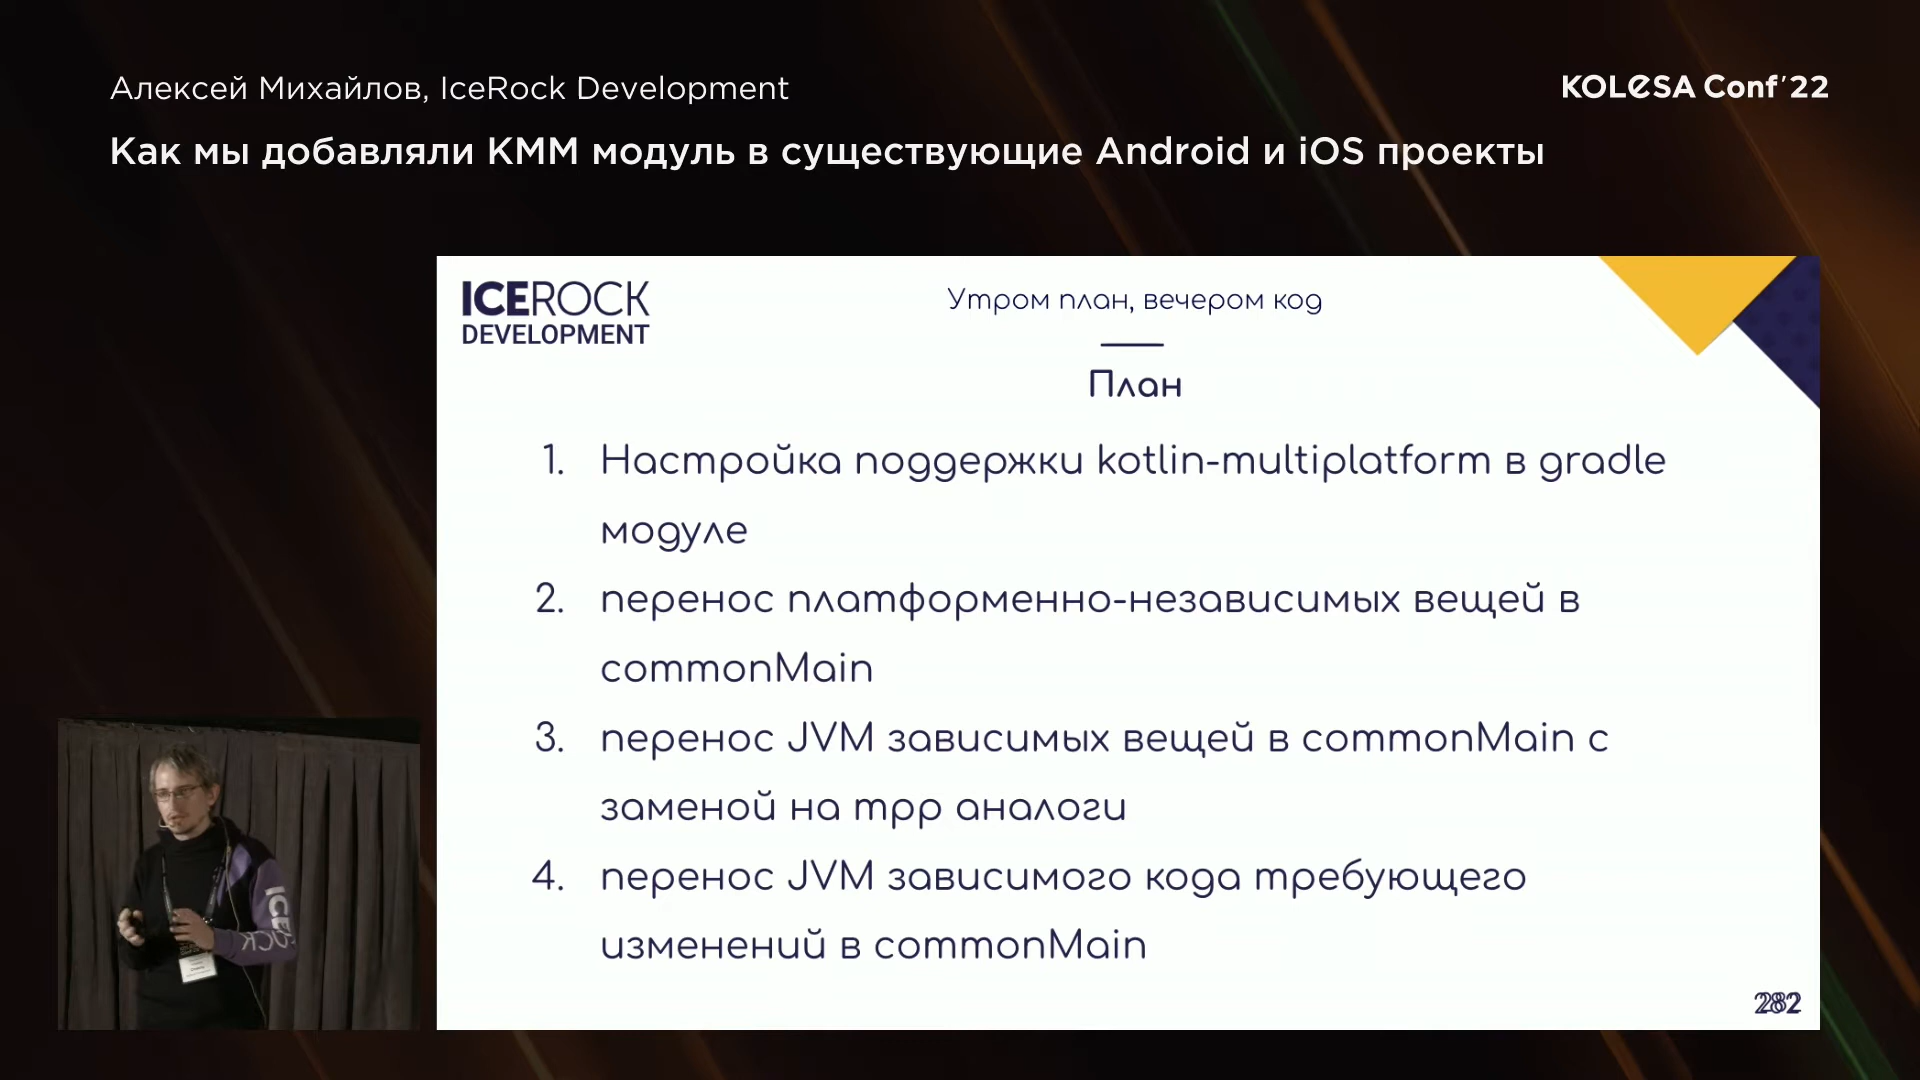 Алексей Михайлов, IceRock Development
KOLESA Conf'22
Как мы добавляли КММ модуль в существующие Android и iOS проекты
ICEROCK
DEVELOPMENT
Утром план, вечером код
План
1. Настройка поддержки kotlin-multiplatform в gradle
модуле
2. перенос платформенно-независимых вещей в
commonMain
3. перенос JVM зависимых вещей в commonMain с
заменой на mpp аналоги
4. перенос JVM зависимого кода требующего
изменений в commonMain
ICEROCK